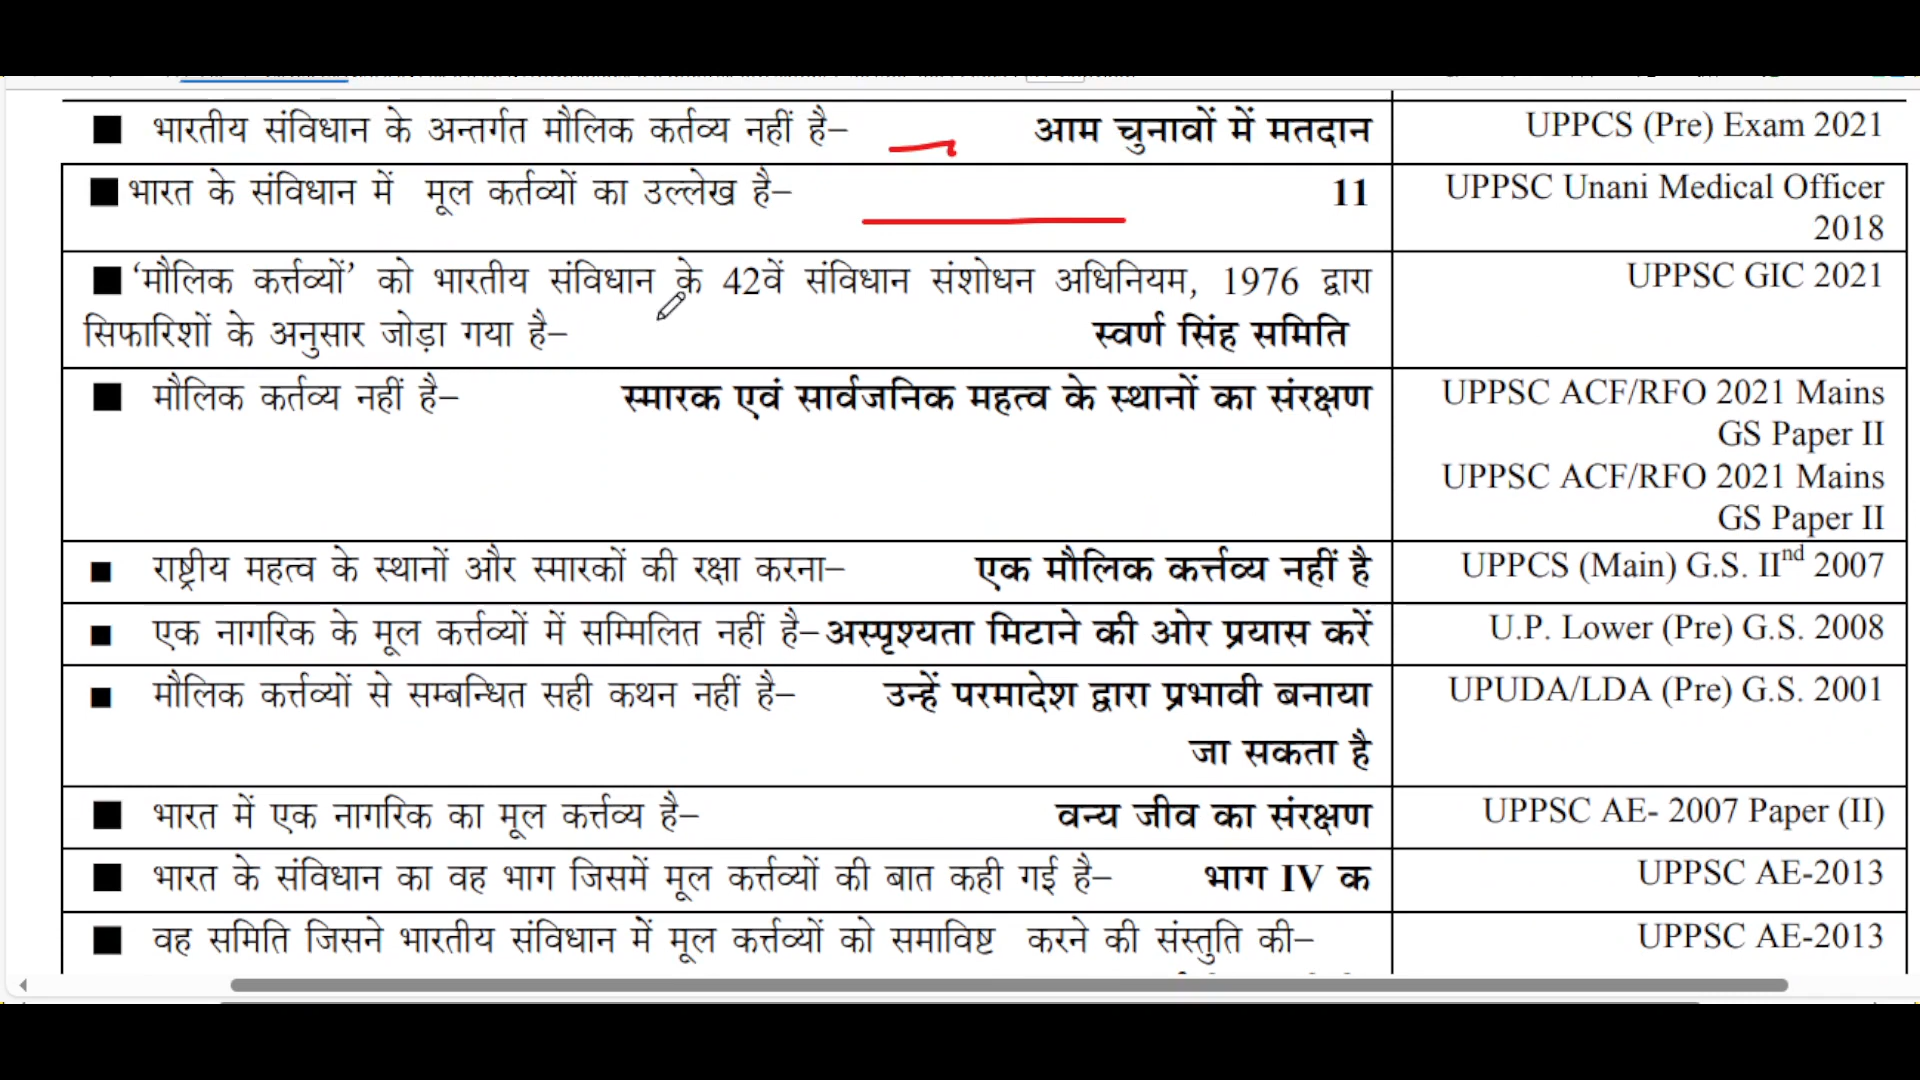 ■ भारतीय संविधान के अन्तर्गत मौलिक कर्तव्य नहीं है– आम चुनावों में मतदान UPPCS (Pre) Exam 2021
■ भारत के संविधान में मूल कर्तव्यों का उल्लेख है– 11 UPPSC Unani Medical Officer
2018
■ ‘मौलिक कर्त्तव्यों’ को भारतीय संविधान के 42वें संविधान संशोधन अधिनियम, 1976 द्वारा UPPSC GIC 2021
सिफारिशों के अनुसार जोड़ा गया है– स्वर्ण सिंह समिति
■ मौलिक कर्तव्य नहीं है– स्मारक एवं सार्वजनिक महत्व के स्थानों का संरक्षण UPPSC ACF/RFO 2021 Mains
GS Paper II
UPPSC ACF/RFO 2021 Mains
GS Paper II
■ राष्ट्रीय महत्व के स्थानों और स्मारकों की रक्षा करना– एक मौलिक कर्त्तव्य नहीं है UPPCS (Main) G.S. IInd 2007
■ एक नागरिक के मूल कर्त्तव्यों में सम्मिलित नहीं है– अस्पृश्यता मिटाने की ओर प्रयास करें U.P. Lower (Pre) G.S. 2008
■ मौलिक कर्त्तव्यों से सम्बन्धित सही कथन नहीं है– उन्हें परमादेश द्वारा प्रभावी बनाया UPUDA/LDA (Pre) G.S. 2001
जा सकता है
■ भारत में एक नागरिक का मूल कर्त्तव्य है– वन्य जीव का संरक्षण UPPSC AE- 2007 Paper (II)
■ भारत के संविधान का वह भाग जिसमें मूल कर्त्तव्यों की बात कही गई है– भाग IV क UPPSC AE-2013
■ वह समिति जिसने भारतीय संविधान में मूल कर्त्तव्यों को समाविष्ट करने की संस्तुति की– UPPSC AE-2013